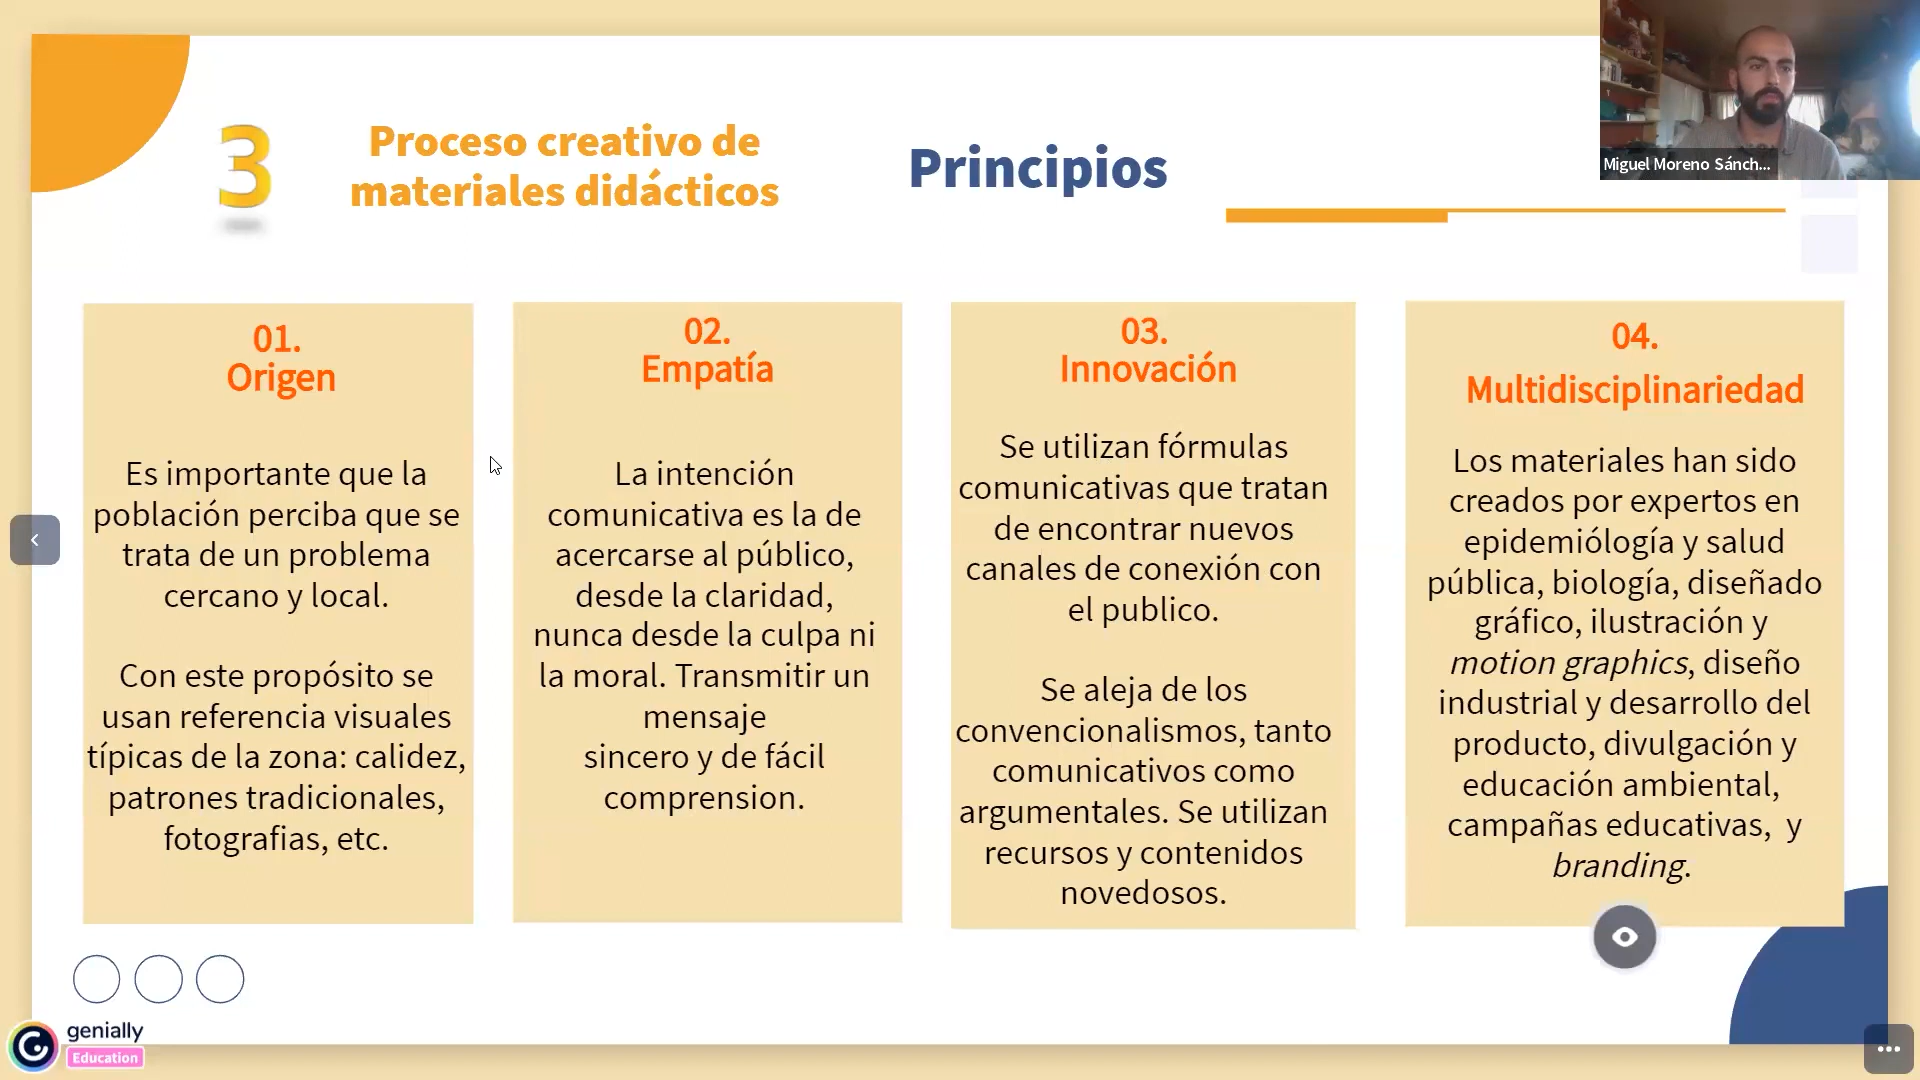 3
Proceso creativo de
materiales didácticos
Principios
Miguel Moreno Sánch...
01.
Origen
Es importante que la
población perciba que se
trata de un problema
cercano y local.
Con este propósito se
usan referencia visuales
típicas de la zona: calidez,
patrones tradicionales,
fotografias, etc.
02.
Empatía
La intención
comunicativa es la de
acercarse al público,
desde la claridad,
nunca desde la culpa ni
la moral. Transmitir un
mensaje
sincero y de fácil
comprension.
03.
Innovación
Se utilizan fórmulas
comunicativas que tratan
de encontrar nuevos
canales de conexión con
el publico.
Se aleja de los
convencionalismos, tanto
comunicativos como
argumentales. Se utilizan
recursos y contenidos
novedosos.
04.
Multidisciplinariedad
Los materiales han sido
creados por expertos en
epidemiólogía y salud
pública, biología, diseñado
gráfico, ilustración y
motion graphics, diseño
industrial y desarrollo del
producto, divulgación y
educación ambiental,
campañas educativas, y
branding.
genially
Education